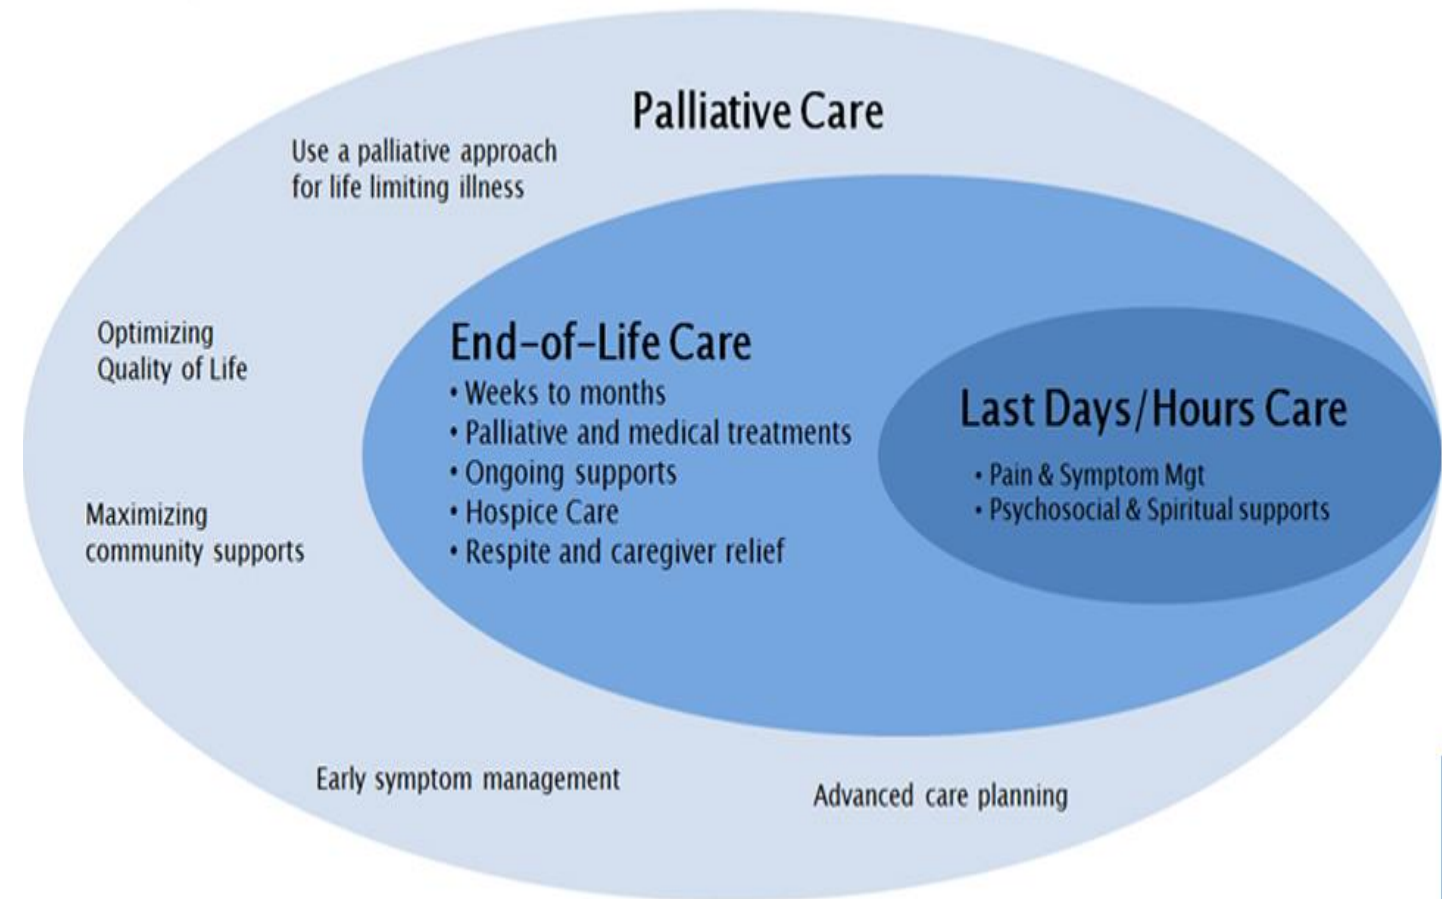 Palliative Care
Use a palliative approach
for life limiting illness
Optimizing
Quality of Life
Maximizing
community supports
End-of-Life Care
• Weeks to months
• Palliative and medical treatments
• Ongoing supports
• Hospice Care
• Respite and caregiver relief
Last Days/Hours Care
• Pain & Symptom Mgt
• Psychosocial & Spiritual supports
Early symptom management
Advanced care planning